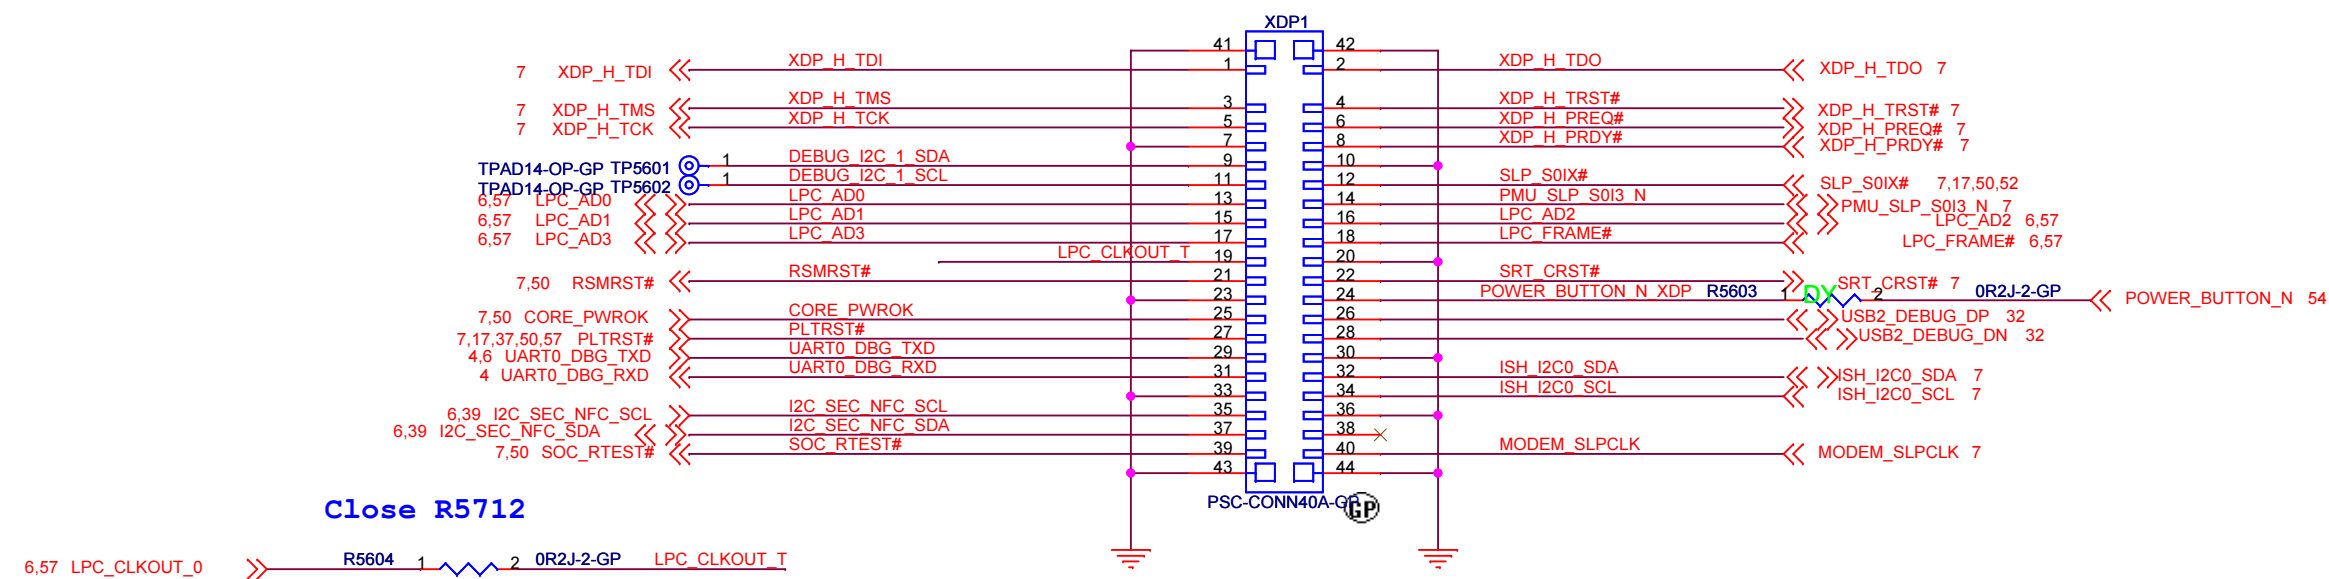 XDP1
41 42
7 XDP_H_TDI XDP_H_TDI 1 2 XDP_H_TDO XDP_H_TDO 7
7 XDP_H_TMS XDP_H_TMS 3 4 XDP_H_TRST# XDP_H_TRST# 7
7 XDP_H_TCK XDP_H_TCK 5 6 XDP_H_PREQ# XDP_H_PREQ# 7
7 8 XDP_H_PRDY# XDP_H_PRDY# 7
TPAD14-OP-GP TP5601 1 DEBUG_I2C_1_SDA 9 10
TPAD14-OP-GP TP5602 1 DEBUG_I2C_1_SCL 11 12 SLP_S0IX# SLP_S0IX# 7,17,50,52
6,57 LPC_AD0 LPC_AD0 13 14 PMU_SLP_S0I3_N PMU_SLP_S0I3_N 7
6,57 LPC_AD1 LPC_AD1 15 16 LPC_AD2 LPC_AD2 6,57
6,57 LPC_AD3 LPC_AD3 17 18 LPC_FRAME# LPC_FRAME# 6,57
LPC_CLKOUT_T 19 20
7,50 RSMRST# RSMRST# 21 22 SRT_CRST# SRT_CRST# 7
23 24 POWER_BUTTON_N_XDP R5603 1 DY 2 0R2J-2-GP POWER_BUTTON_N 54
7,50 CORE_PWROK CORE_PWROK 25 26 USB2_DEBUG_DP 32
7,17,37,50,57 PLTRST# PLTRST# 27 28 USB2_DEBUG_DN 32
4,6 UART0_DBG_TXD UART0_DBG_TXD 29 30
4 UART0_DBG_RXD UART0_DBG_RXD 31 32 ISH_I2C0_SDA ISH_I2C0_SDA 7
33 34 ISH_I2C0_SCL ISH_I2C0_SCL 7
6,39 I2C_SEC_NFC_SCL I2C_SEC_NFC_SCL 35 36
6,39 I2C_SEC_NFC_SDA I2C_SEC_NFC_SDA 37 38
7,50 SOC_RTEST# SOC_RTEST# 39 40 MODEM_SLPCLK MODEM_SLPCLK 7
43 44
PSC-CONN40A-GP GP
Close R5712
6,57 LPC_CLKOUT_0 R5604 1 2 0R2J-2-GP LPC_CLKOUT_T